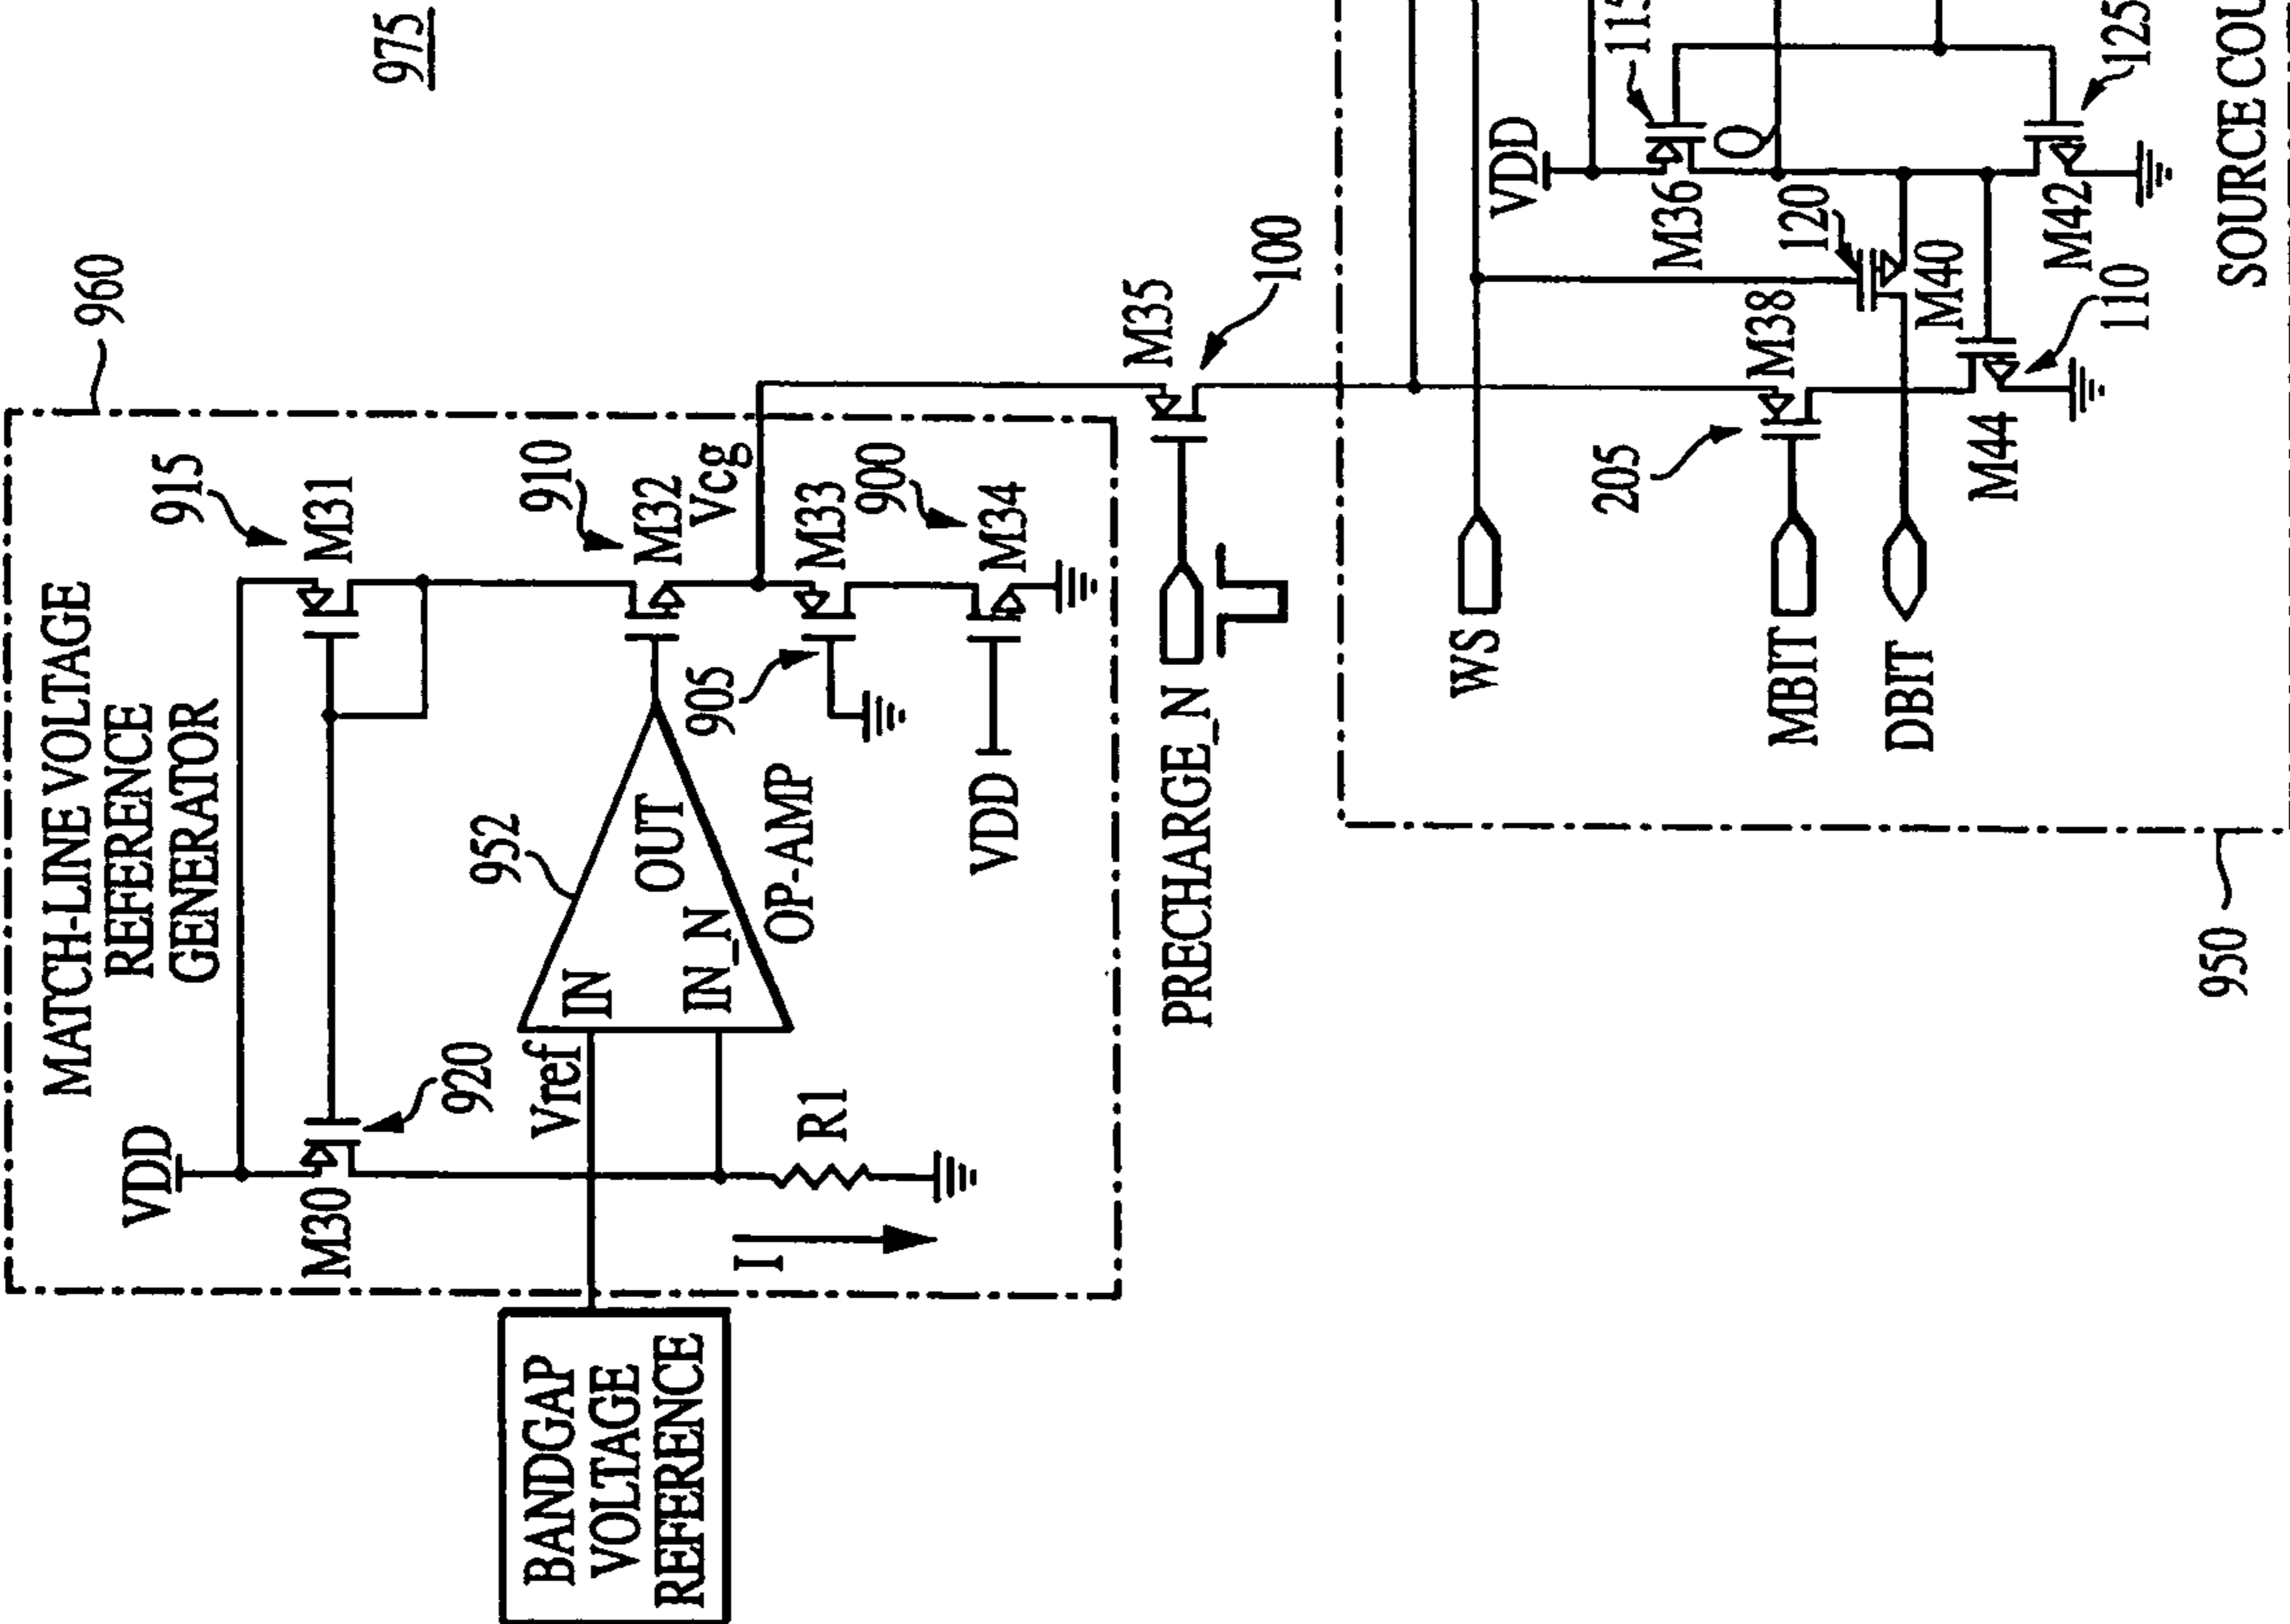 975
960
MATCH-LINE VOLTAGE
REFERENCE
GENERATOR
915
M31
VDD
M30
920
910
M32
Vcg
952
IN
OUT
IN_N
OP-AMP
Vref
905
M33
900
M34
VDD
R1
I
BANDGAP
VOLTAGE
REFERENCE
M35
100
PRECHARGE_N
VDD
115
M36
Q
120
M38
M40
205
WS
MBIT
DBIT
M44
110
M42
125
SOURCE COU
950